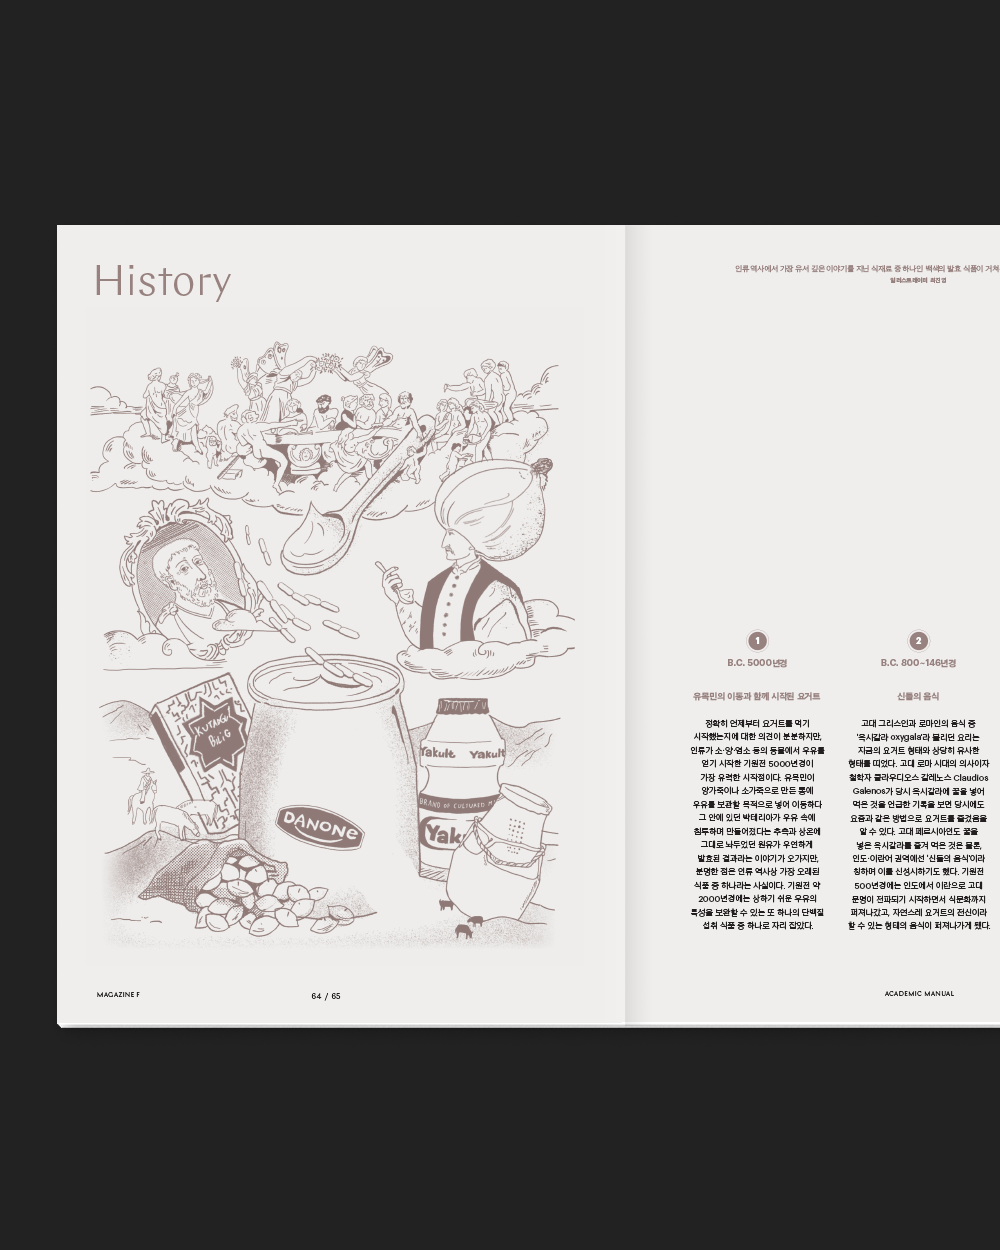 History
KUTADGU
BiLiG
DANONE
Yakult Yakult
BRAND OF CULTURED
Yak
MAGAZINE F
64 / 65
인류 역사에서 가장 유서 깊은 이야기를 지닌 식재료 중 하나인 백색의 발효 식품이 거쳐
일러스트레이터 최진영
1
B.C. 5000년경
유목민의 이동과 함께 시작된 요거트
정확히 언제부터 요거트를 먹기
시작했는지에 대한 의견이 분분하지만,
인류가 소·양·염소 등의 동물에서 우유를
얻기 시작한 기원전 5000년경이
가장 유력한 시작점이다. 유목민이
양가죽이나 소가죽으로 만든 통에
우유를 보관할 목적으로 넣어 이동하다
그 안에 있던 박테리아가 우유 속에
침투하며 만들어졌다는 추측과 상온에
그대로 놔두었던 원유가 우연하게
발효된 결과라는 이야기가 오가지만,
분명한 점은 인류 역사상 가장 오래된
식품 중 하나라는 사실이다. 기원전 약
2000년경에는 상하기 쉬운 우유의
특성을 보완할 수 있는 또 하나의 단백질
섭취 식품 중 하나로 자리 잡았다.
2
B.C. 800~146년경
신들의 음식
고대 그리스인과 로마인의 음식 중
'옥시갈라 oxygala'라 불리던 요리는
지금의 요거트 형태와 상당히 유사한
형태를 띠었다. 고대 로마 시대의 의사이자
철학자 클라우디오스 갈레노스 Claudios
Galenos가 당시 옥시갈라에 꿀을 넣어
먹은 것을 언급한 기록을 보면 당시에도
요즘과 같은 방법으로 요거트를 즐겼음을
알 수 있다. 고대 페르시아인도 꿀을
넣은 옥시갈라를 즐겨 먹은 것은 물론,
인도·이란어 권역에선 '신들의 음식'이라
칭하며 이를 신성시하기도 했다. 기원전
500년경에는 인도에서 이란으로 고대
문명이 전파되기 시작하면서 식문화까지
퍼져나갔고, 자연스레 요거트의 전신이라
할 수 있는 형태의 음식이 퍼져나가게 됐다.
ACADEMIC MANUAL